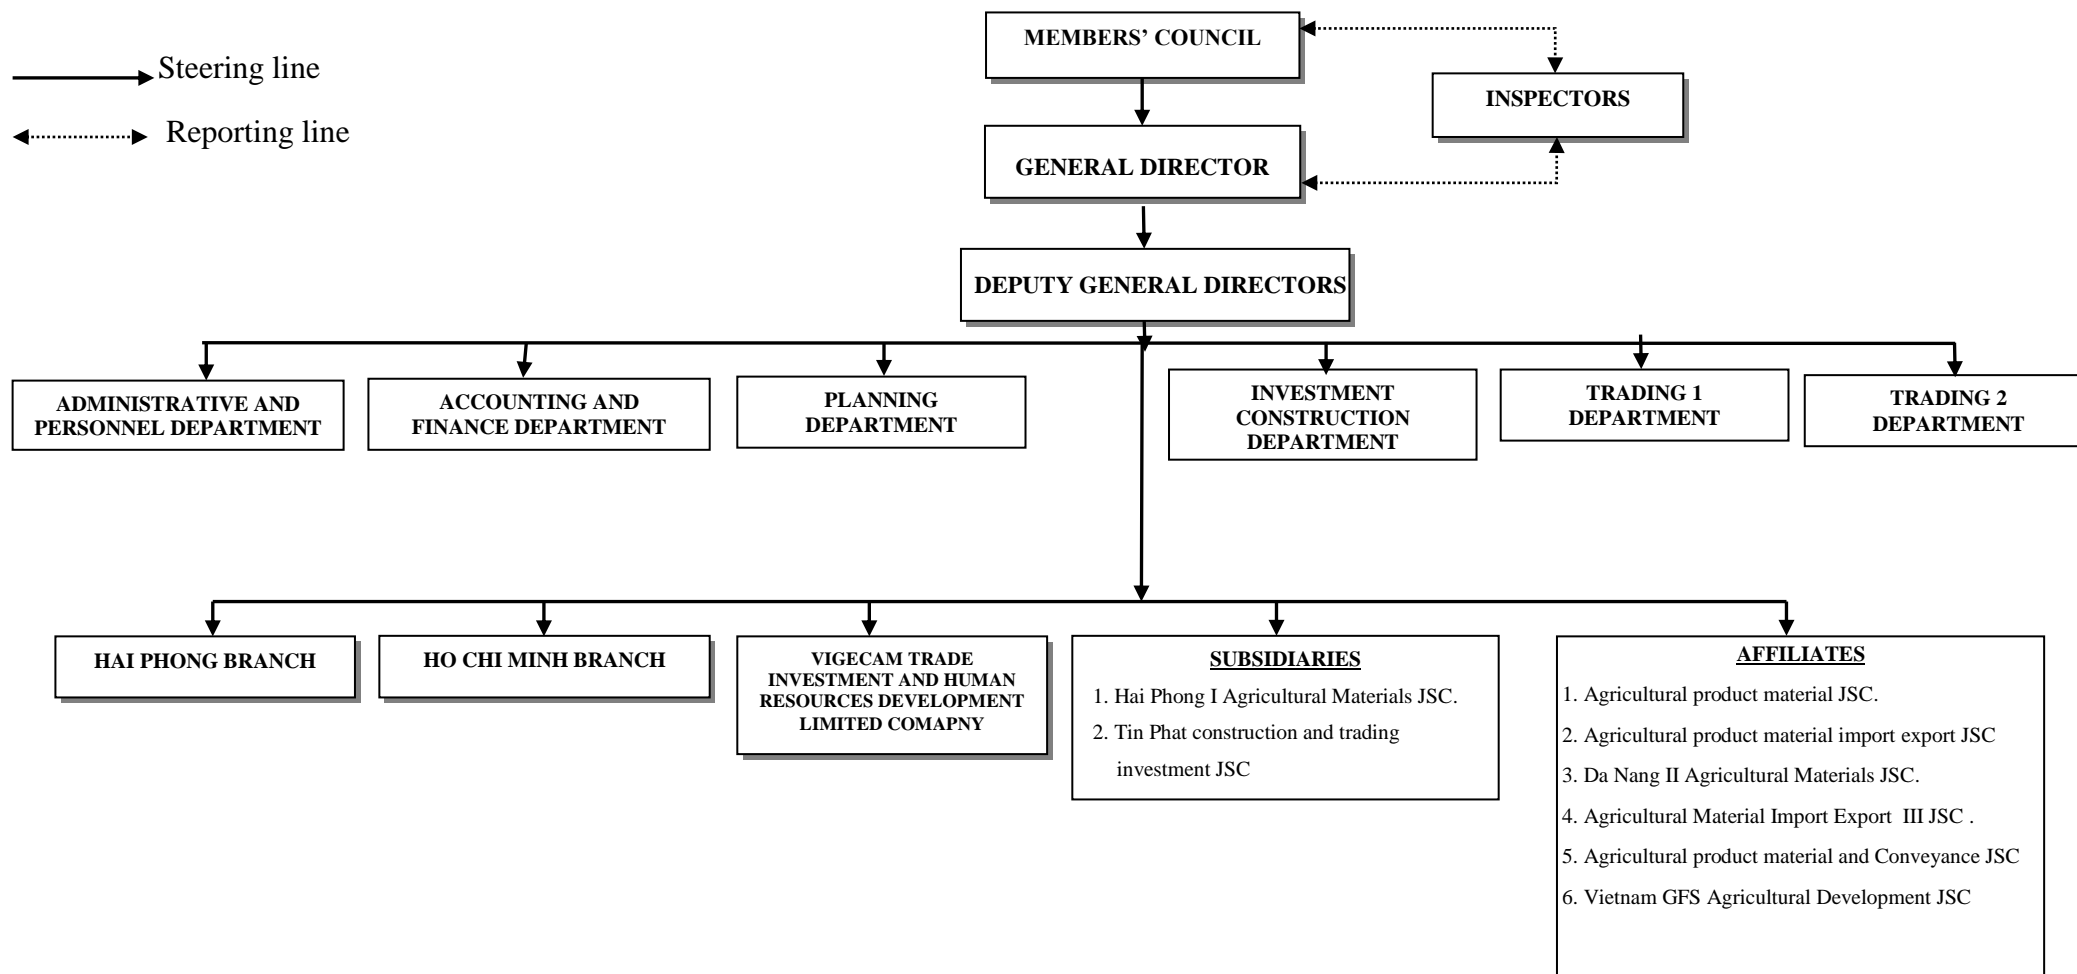 MEMBERS’ COUNCIL
Steering line
INSPECTORS
Reporting line
GENERAL DIRECTOR
DEPUTY GENERAL DIRECTORS
ADMINISTRATIVE AND
PERSONNEL DEPARTMENT
ACCOUNTING AND
FINANCE DEPARTMENT
PLANNING
DEPARTMENT
INVESTMENT
CONSTRUCTION
DEPARTMENT
TRADING 1
DEPARTMENT
TRADING 2
DEPARTMENT
HAI PHONG BRANCH
HO CHI MINH BRANCH
VIGECAM TRADE
INVESTMENT AND HUMAN
RESOURCES DEVELOPMENT
LIMITED COMAPNY
SUBSIDIARIES
1. Hai Phong I Agricultural Materials JSC.
2. Tin Phat construction and trading
investment JSC
AFFILIATES
1. Agricultural product material JSC.
2. Agricultural product material import export JSC
3. Da Nang II Agricultural Materials JSC.
4. Agricultural Material Import Export III JSC .
5. Agricultural product material and Conveyance JSC
6. Vietnam GFS Agricultural Development JSC